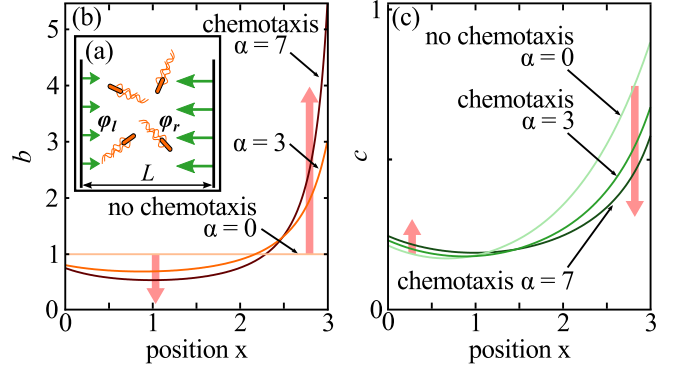 (b)
chemotaxis
α = 7
(a)
φl
φr
L
α = 3
no chemotaxis
α = 0
b
5
4
3
2
1
0
0
1
2
3
position x
(c)
no chemotaxis
α = 0
chemotaxis
α = 3
chemotaxis α = 7
c
1
0
0
1
2
3
position x